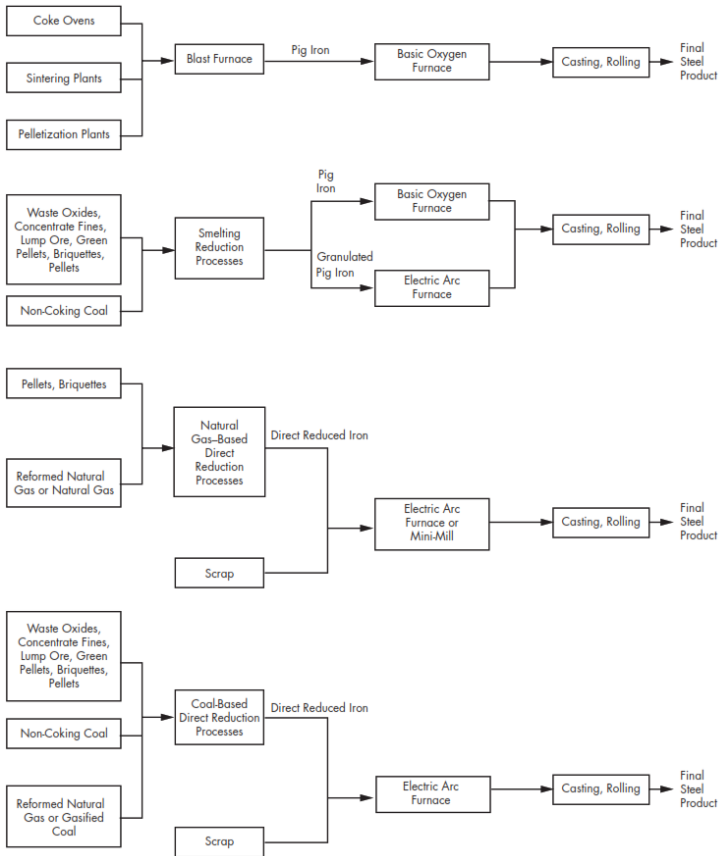 Coke Ovens
Sintering Plants
Pelletization Plants
Blast Furnace
Pig Iron
Basic Oxygen
Furnace
Casting, Rolling
Final
Steel
Product
Waste Oxides,
Concentrate Fines,
Lump Ore, Green
Pellets, Briquettes,
Pellets
Non-Coking Coal
Smelting
Reduction
Processes
Pig
Iron
Granulated
Pig Iron
Basic Oxygen
Furnace
Electric Arc
Furnace
Casting, Rolling
Final
Steel
Product
Pellets, Briquettes
Reformed Natural
Gas or Natural Gas
Natural
Gas–Based
Direct
Reduction
Processes
Direct Reduced Iron
Scrap
Electric Arc
Furnace or
Mini-Mill
Casting, Rolling
Final
Steel
Product
Waste Oxides,
Concentrate Fines,
Lump Ore, Green
Pellets, Briquettes,
Pellets
Non-Coking Coal
Reformed Natural
Gas or Gasified
Coal
Coal-Based
Direct Reduction
Processes
Direct Reduced Iron
Scrap
Electric Arc
Furnace
Casting, Rolling
Final
Steel
Product